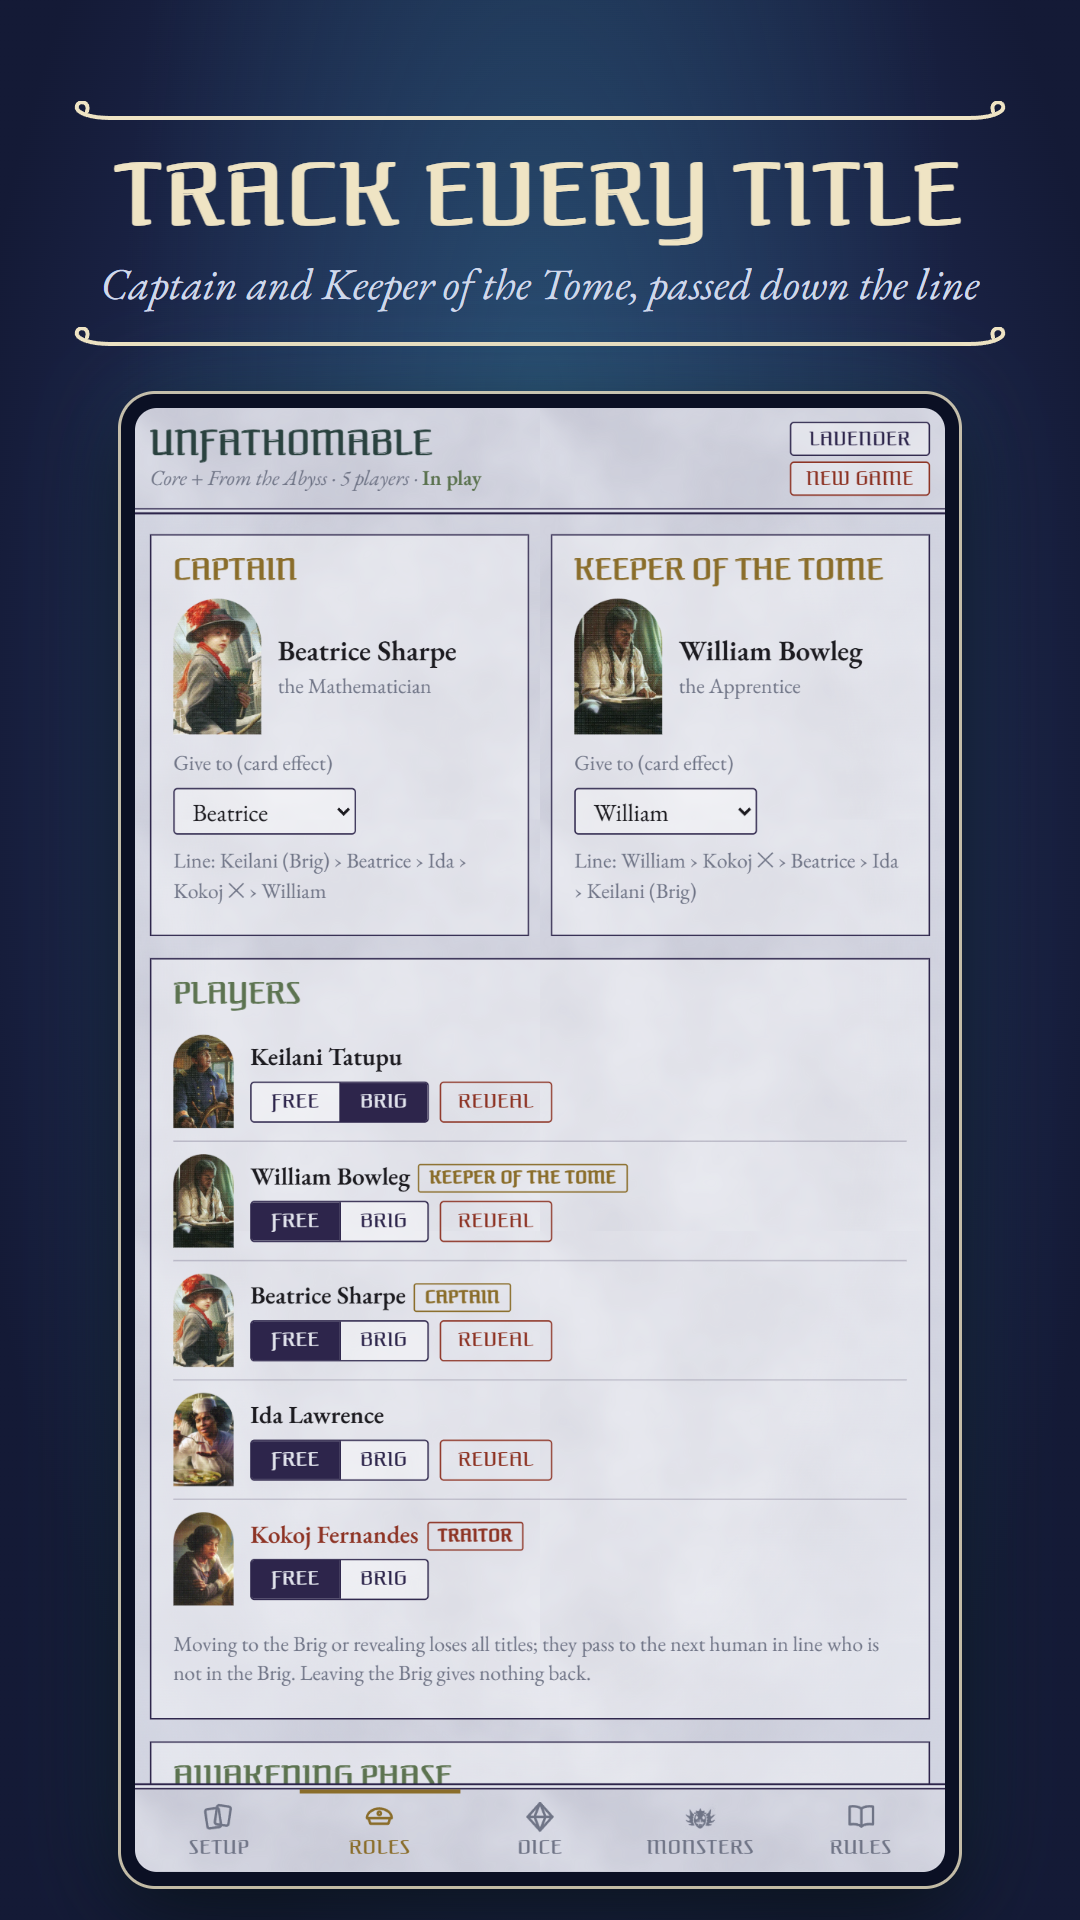 TRACK EVERY TITLE
Captain and Keeper of the Tome, passed down the line
UNFATHOMABLE
Core + From the Abyss · 5 players · In play
LAVENDER
NEW GAME
CAPTAIN
Beatrice Sharpe
the Mathematician
Give to (card effect)
Beatrice
Line: Keilani (Brig) › Beatrice › Ida ›
Kokoj ✕ › William
KEEPER OF THE TOME
William Bowleg
the Apprentice
Give to (card effect)
William
Line: William › Kokoj ✕ › Beatrice › Ida
› Keilani (Brig)
PLAYERS
Keilani Tatupu
FREE BRIG REVEAL
William Bowleg KEEPER OF THE TOME
FREE BRIG REVEAL
Beatrice Sharpe CAPTAIN
FREE BRIG REVEAL
Ida Lawrence
FREE BRIG REVEAL
Kokoj Fernandes TRAITOR
FREE BRIG
Moving to the Brig or revealing loses all titles; they pass to the next human in line who is
not in the Brig. Leaving the Brig gives nothing back.
AWAKENING PHASE
SETUP ROLES DICE MONSTERS RULES